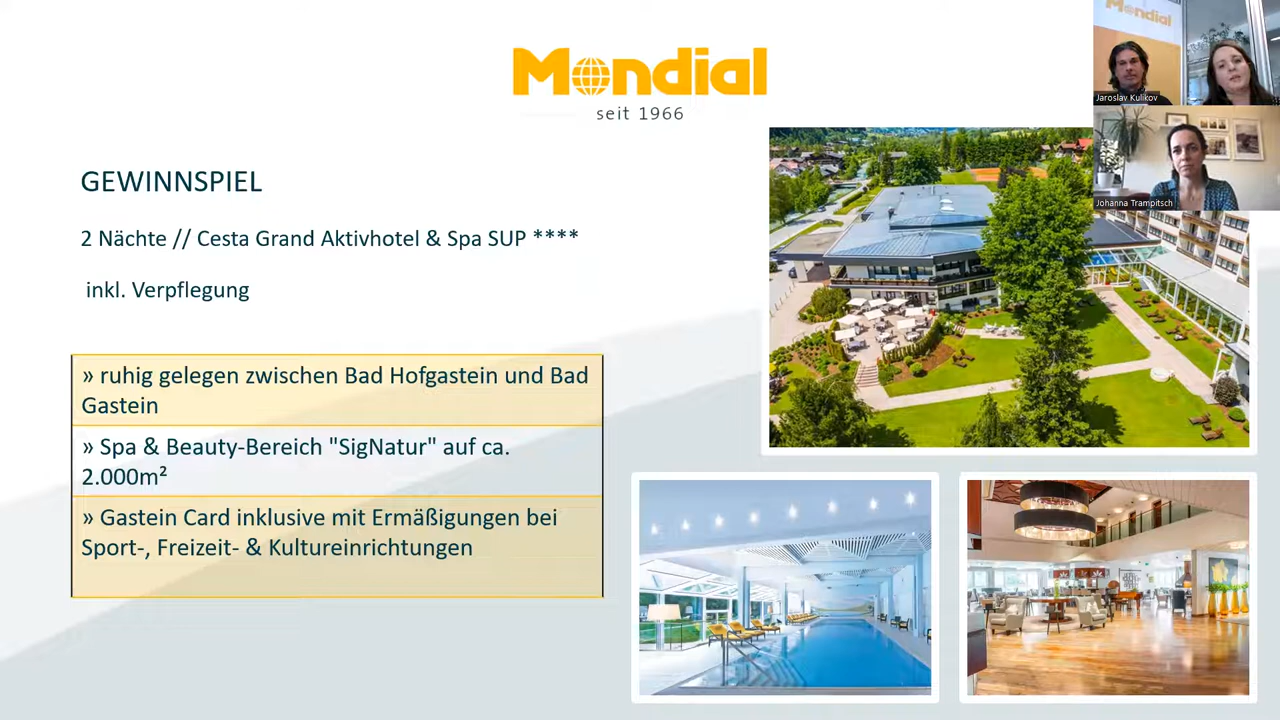 Mondial
seit 1966
GEWINNSPIEL
2 Nächte // Cesta Grand Aktivhotel & Spa SUP ****
inkl. Verpflegung
» ruhig gelegen zwischen Bad Hofgastein und Bad
Gastein
» Spa & Beauty-Bereich "SigNatur" auf ca.
2.000m²
» Gastein Card inklusive mit Ermäßigungen bei
Sport-, Freizeit- & Kultureinrichtungen
Mondial
Jaroslav Kulikov
Johanna Trampitsch